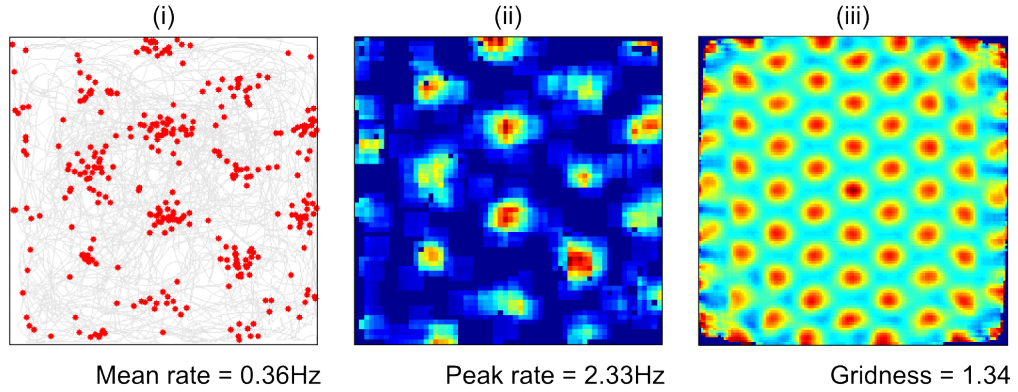 (i) (ii) (iii)
Mean rate = 0.36Hz Peak rate = 2.33Hz Gridness = 1.34